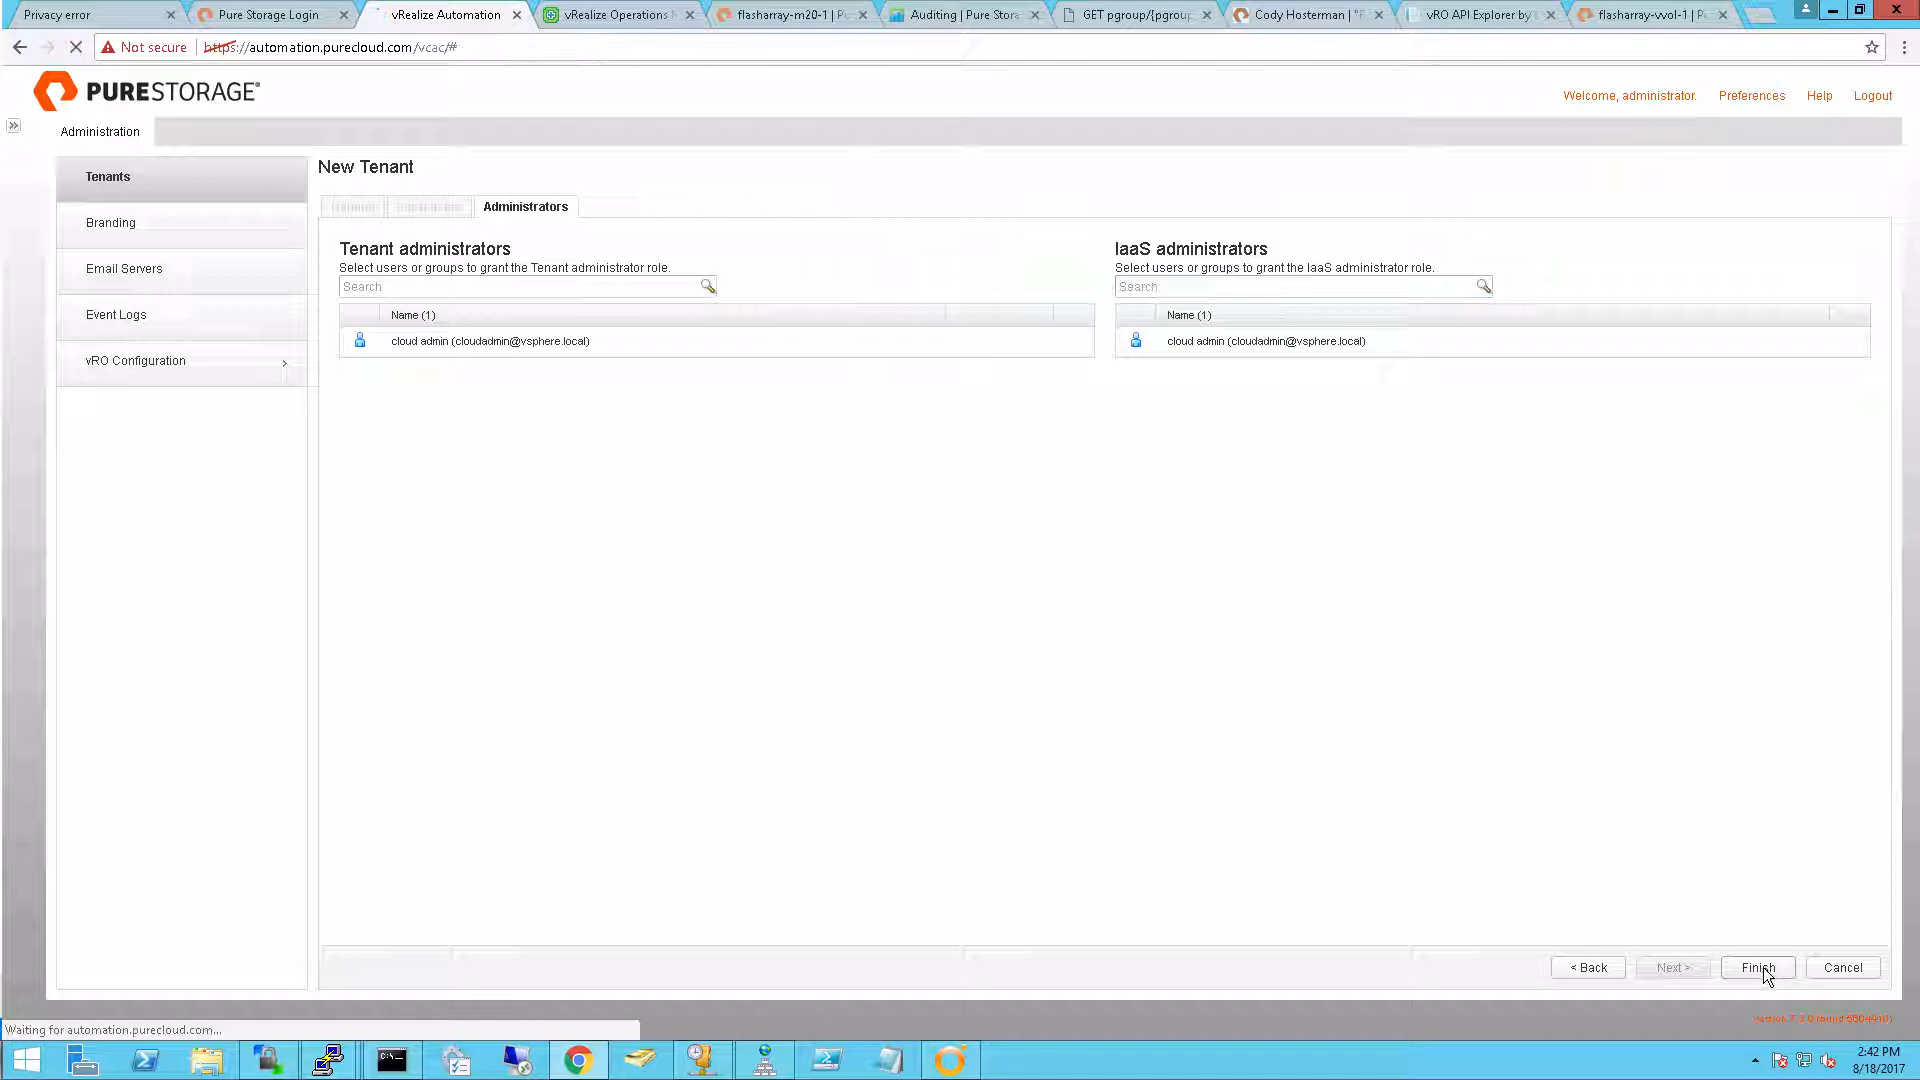 Privacy error
Pure Storage Login
vRealize Automation
vRealize Operations
flasharray-m20-1 | P
Auditing | Pure Stora
GET pgroup/{pgroup
Cody Hosterman | "F
vRO API Explorer by
flasharray-vvol-1 | P
Not secure
https://automation.purecloud.com/vcac/#
PURESTORAGE
Welcome, administrator.
Preferences
Help
Logout
Administration
Tenants
Branding
Email Servers
Event Logs
vRO Configuration
New Tenant
Administrators
Tenant administrators
Select users or groups to grant the Tenant administrator role.
Search
Name (1)
cloud admin (cloudadmin@vsphere.local)
IaaS administrators
Select users or groups to grant the IaaS administrator role.
Search
Name (1)
cloud admin (cloudadmin@vsphere.local)
< Back
Next >
Finish
Cancel
Waiting for automation.purecloud.com...
2:42 PM
8/18/2017